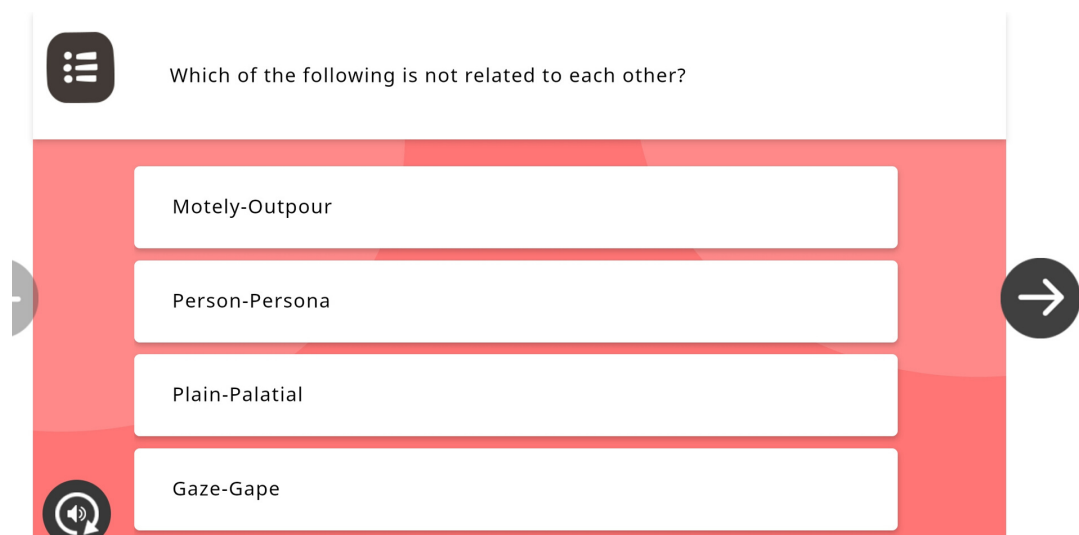 Which of the following is not related to each other?
Motely-Outpour
Person-Persona
Plain-Palatial
Gaze-Gape